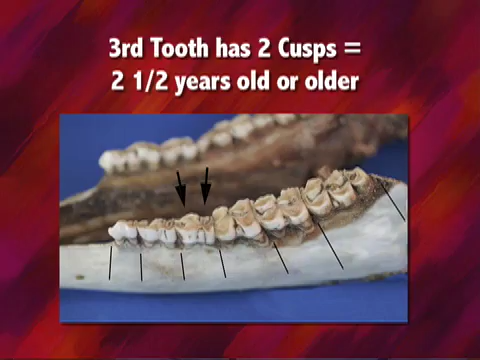 3rd Tooth has 2 Cusps =
2 1/2 years old or older